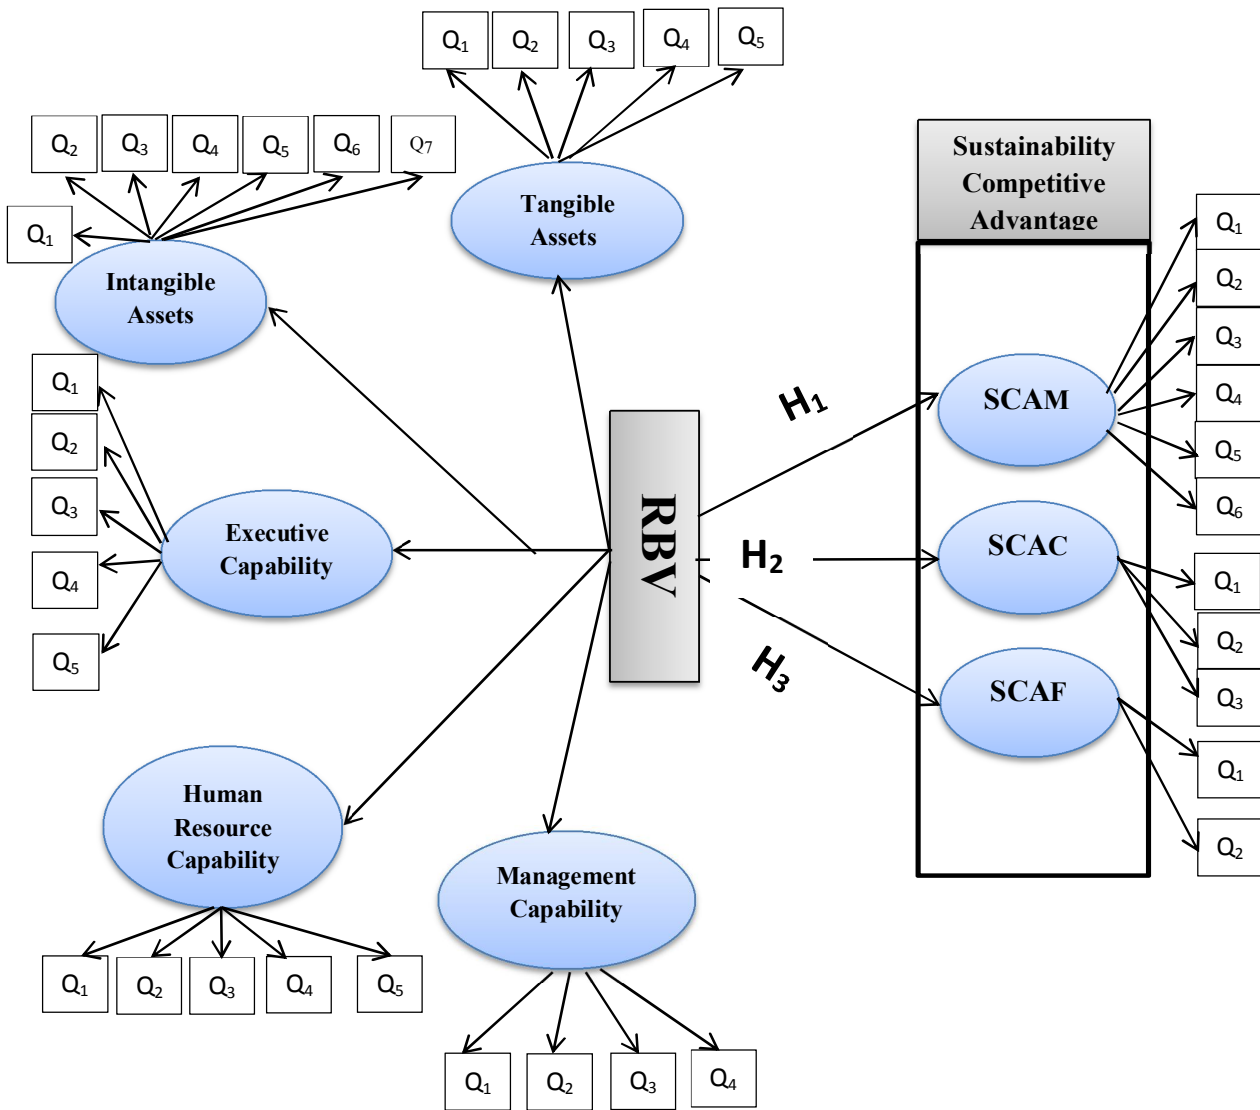 Q₁ Q₂ Q₃ Q₄ Q₅
Q₂ Q₃ Q₄ Q₅ Q₆ Q₇
Q₁
Tangible
Assets
Intangible
Assets
Q₁
Q₂
Q₃
Q₄
Q₅
Executive
Capability
Human
Resource
Capability
Q₁ Q₂ Q₃ Q₄ Q₅
Management
Capability
Q₁ Q₂ Q₃ Q₄
RBV
H₁
H₂
H₃
Sustainability
Competitive
Advantage
SCAM
SCAC
SCAF
Q₁
Q₂
Q₃
Q₄
Q₅
Q₆
Q₁
Q₂
Q₃
Q₁
Q₂